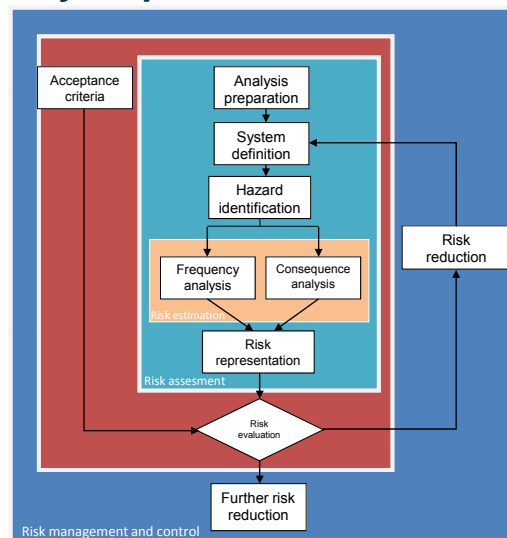 Acceptance
criteria
Analysis
preparation
System
definition
Hazard
identification
Frequency
analysis
Consequence
analysis
Risk estimation
Risk
reduction
Risk
representation
Risk assesment
Risk
evaluation
Further risk
reduction
Risk management and control